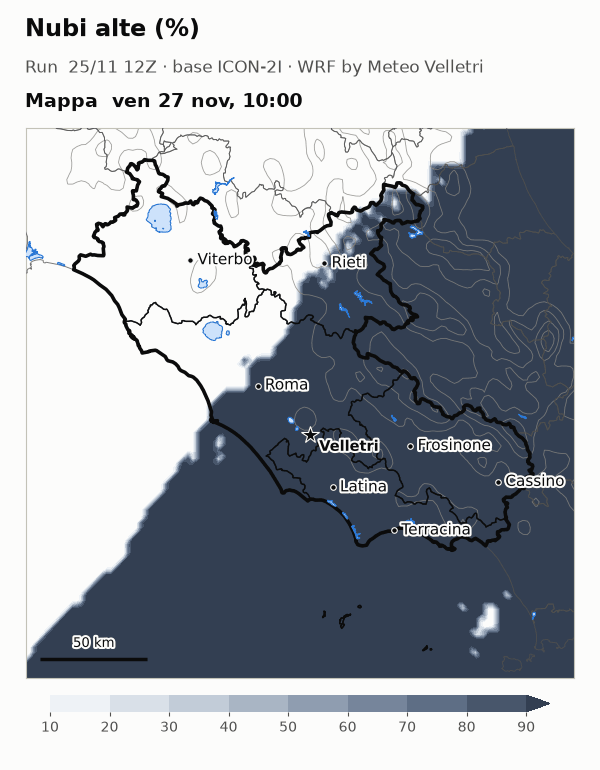 Nubi alte (%)
Run  25/11 12Z · base ICON-2I · WRF by Meteo Velletri
Mappa  ven 27 nov, 10:00
Viterbo
Rieti
Roma
Velletri
Frosinone
Latina
Cassino
Terracina
50 km
10 20 30 40 50 60 70 80 90